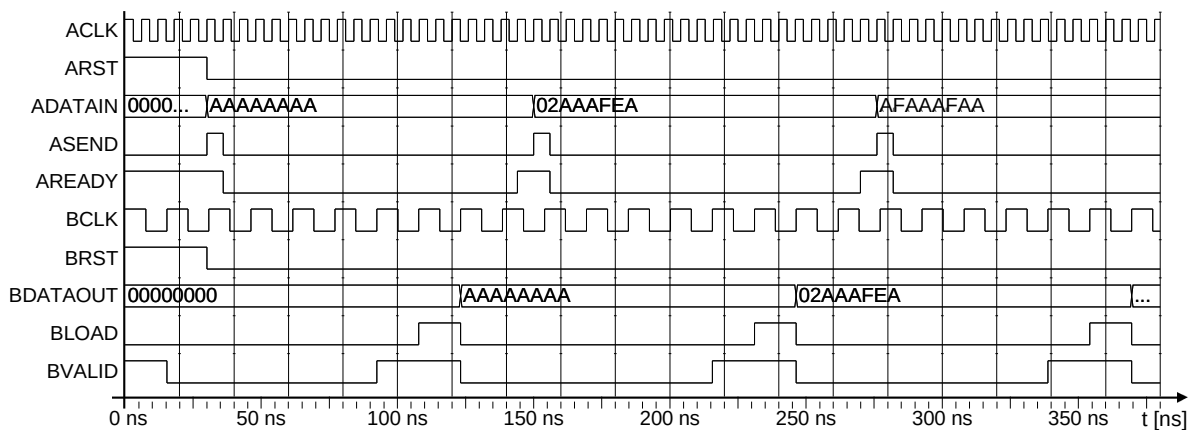 ACLK
ARST
ADATAIN 0000... AAAAAAAA 02AAAFEA AFAAAFAA
ASEND
AREADY
BCLK
BRST
BDATAOUT 00000000 AAAAAAAA 02AAAFEA ...
BLOAD
BVALID
0 ns 50 ns 100 ns 150 ns 200 ns 250 ns 300 ns 350 ns t [ns]